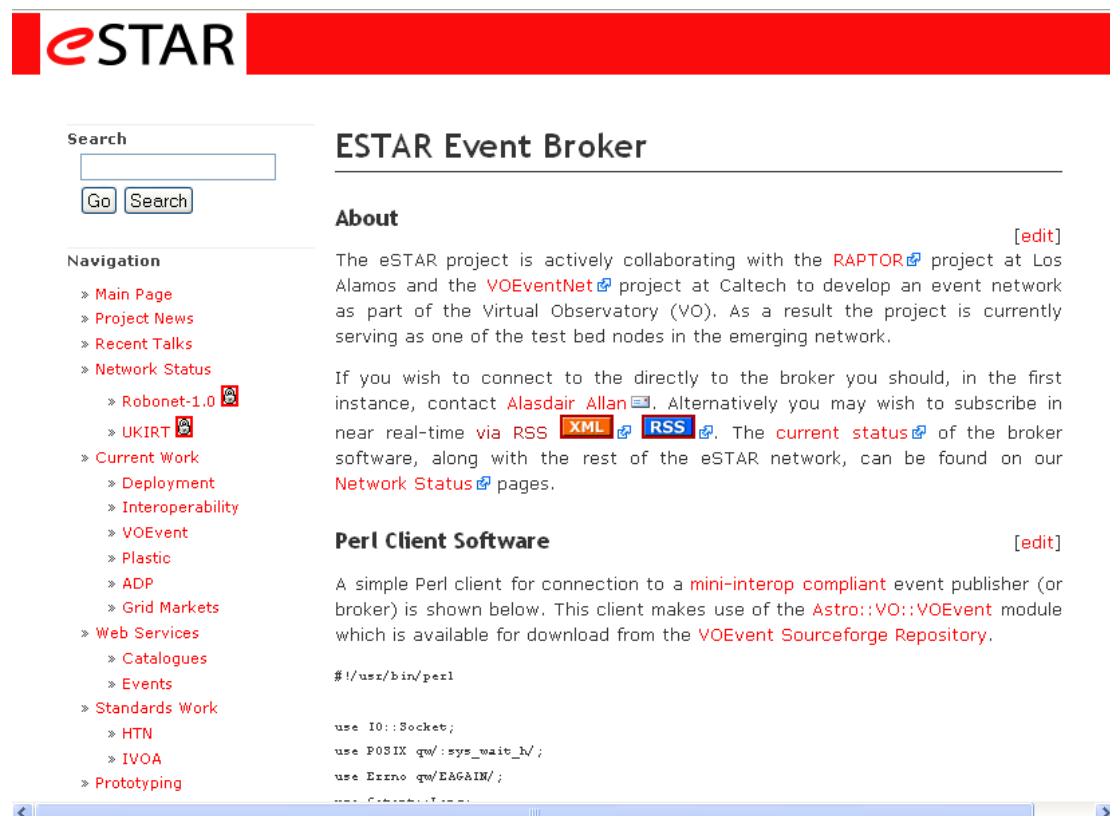 eSTAR
Search
Go Search
Navigation
» Main Page
» Project News
» Recent Talks
» Network Status
» Robonet-1.0
» UKIRT
» Current Work
» Deployment
» Interoperability
» VOEvent
» Plastic
» ADP
» Grid Markets
» Web Services
» Catalogues
» Events
» Standards Work
» HTN
» IVOA
» Prototyping
ESTAR Event Broker
About
[edit]
The eSTAR project is actively collaborating with the RAPTOR project at Los
Alamos and the VOEventNet project at Caltech to develop an event network
as part of the Virtual Observatory (VO). As a result the project is currently
serving as one of the test bed nodes in the emerging network.
If you wish to connect to the directly to the broker you should, in the first
instance, contact Alasdair Allan. Alternatively you may wish to subscribe in
near real-time via RSS XML RSS. The current status of the broker
software, along with the rest of the eSTAR network, can be found on our
Network Status pages.
Perl Client Software [edit]
A simple Perl client for connection to a mini-interop compliant event publisher (or
broker) is shown below. This client makes use of the Astro::VO::VOEvent module
which is available for download from the VOEvent Sourceforge Repository.
#!/usr/bin/perl
use IO::Socket;
use POSIX qw/:sys_wait_h/;
use Errno qw/EAGAIN/;